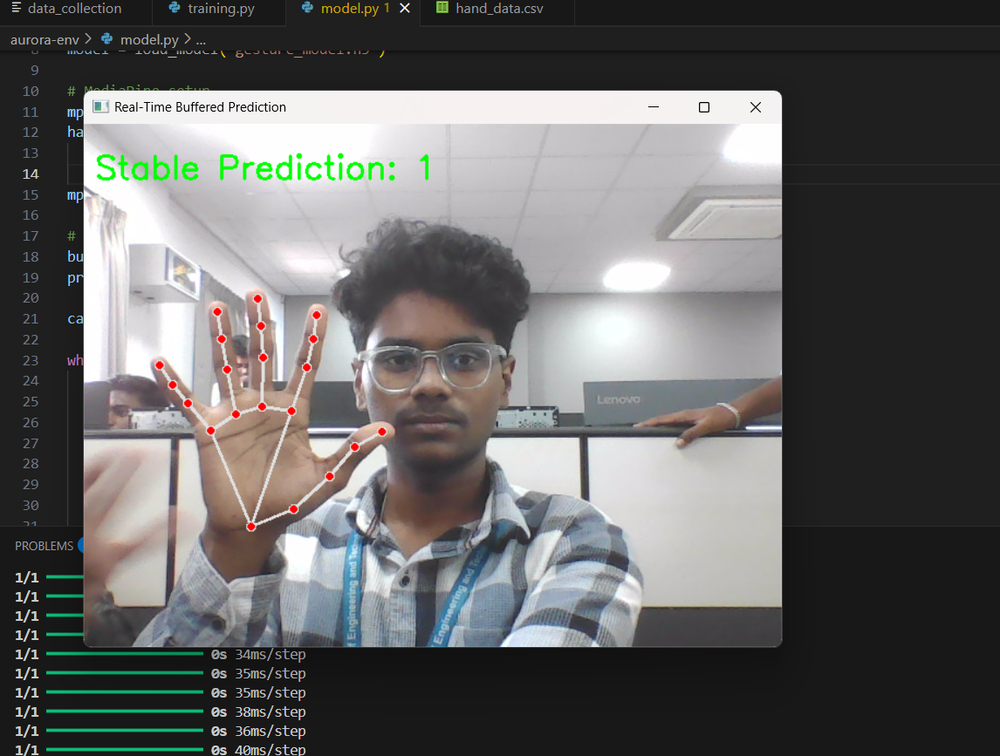 data_collection training.py model.py 1 hand_data.csv
aurora-env > model.py > ...
8
9
10 # MediaPipe setup
11 mp
12 ha
13
14
15 mp
16
17 #
18 bu
19 pr
20
21 ca
22
23 wh
24
25
26
27
28
29
30
31
Real-Time Buffered Prediction
Stable Prediction: 1
Lenovo
Engineering and Tec
Engineering and Tec
PROBLEMS
1/1
1/1
1/1
1/1
1/1 0s 34ms/step
1/1 0s 35ms/step
1/1 0s 35ms/step
1/1 0s 38ms/step
1/1 0s 36ms/step
1/1 0s 40ms/step